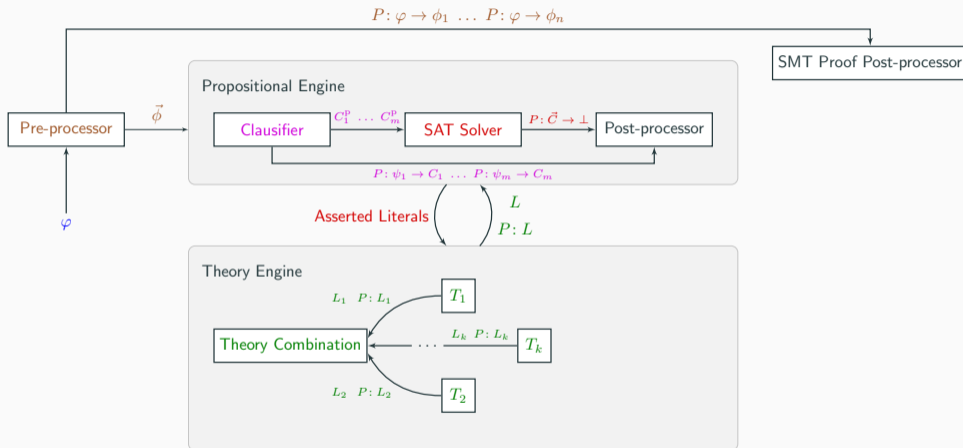 P: φ → ϕ₁ … P: φ → ϕₙ
SMT Proof Post-processor
Propositional Engine
Pre-processor
ϕ⃗
Clausifier
C₁ᵖ … Cₘᵖ
SAT Solver
P: C⃗ → ⊥
Post-processor
P: ψ₁ → C₁ … P: ψₘ → Cₘ
φ
Asserted Literals
L
P: L
Theory Engine
L₁ P: L₁
T₁
Theory Combination
…
Lₖ P: Lₖ
Tₖ
L₂ P: L₂
T₂